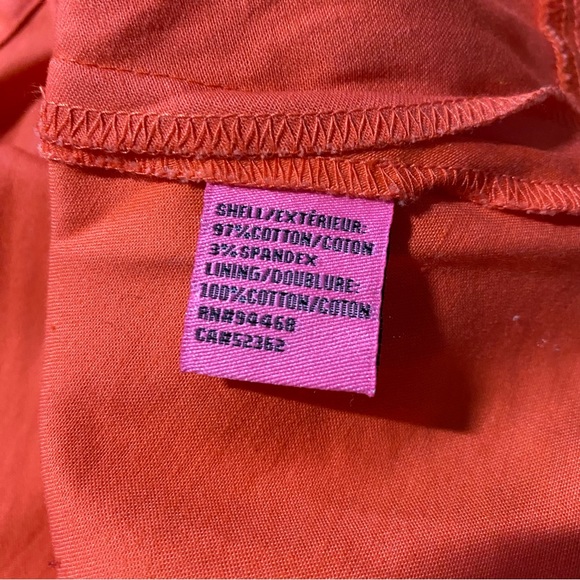 SHELL/EXTÉRIEUR:
97%COTTON/COTON
3%SPANDEX
LINING/DOUBLURE:
100%COTTON/COTON
RN#94468
CA#52362